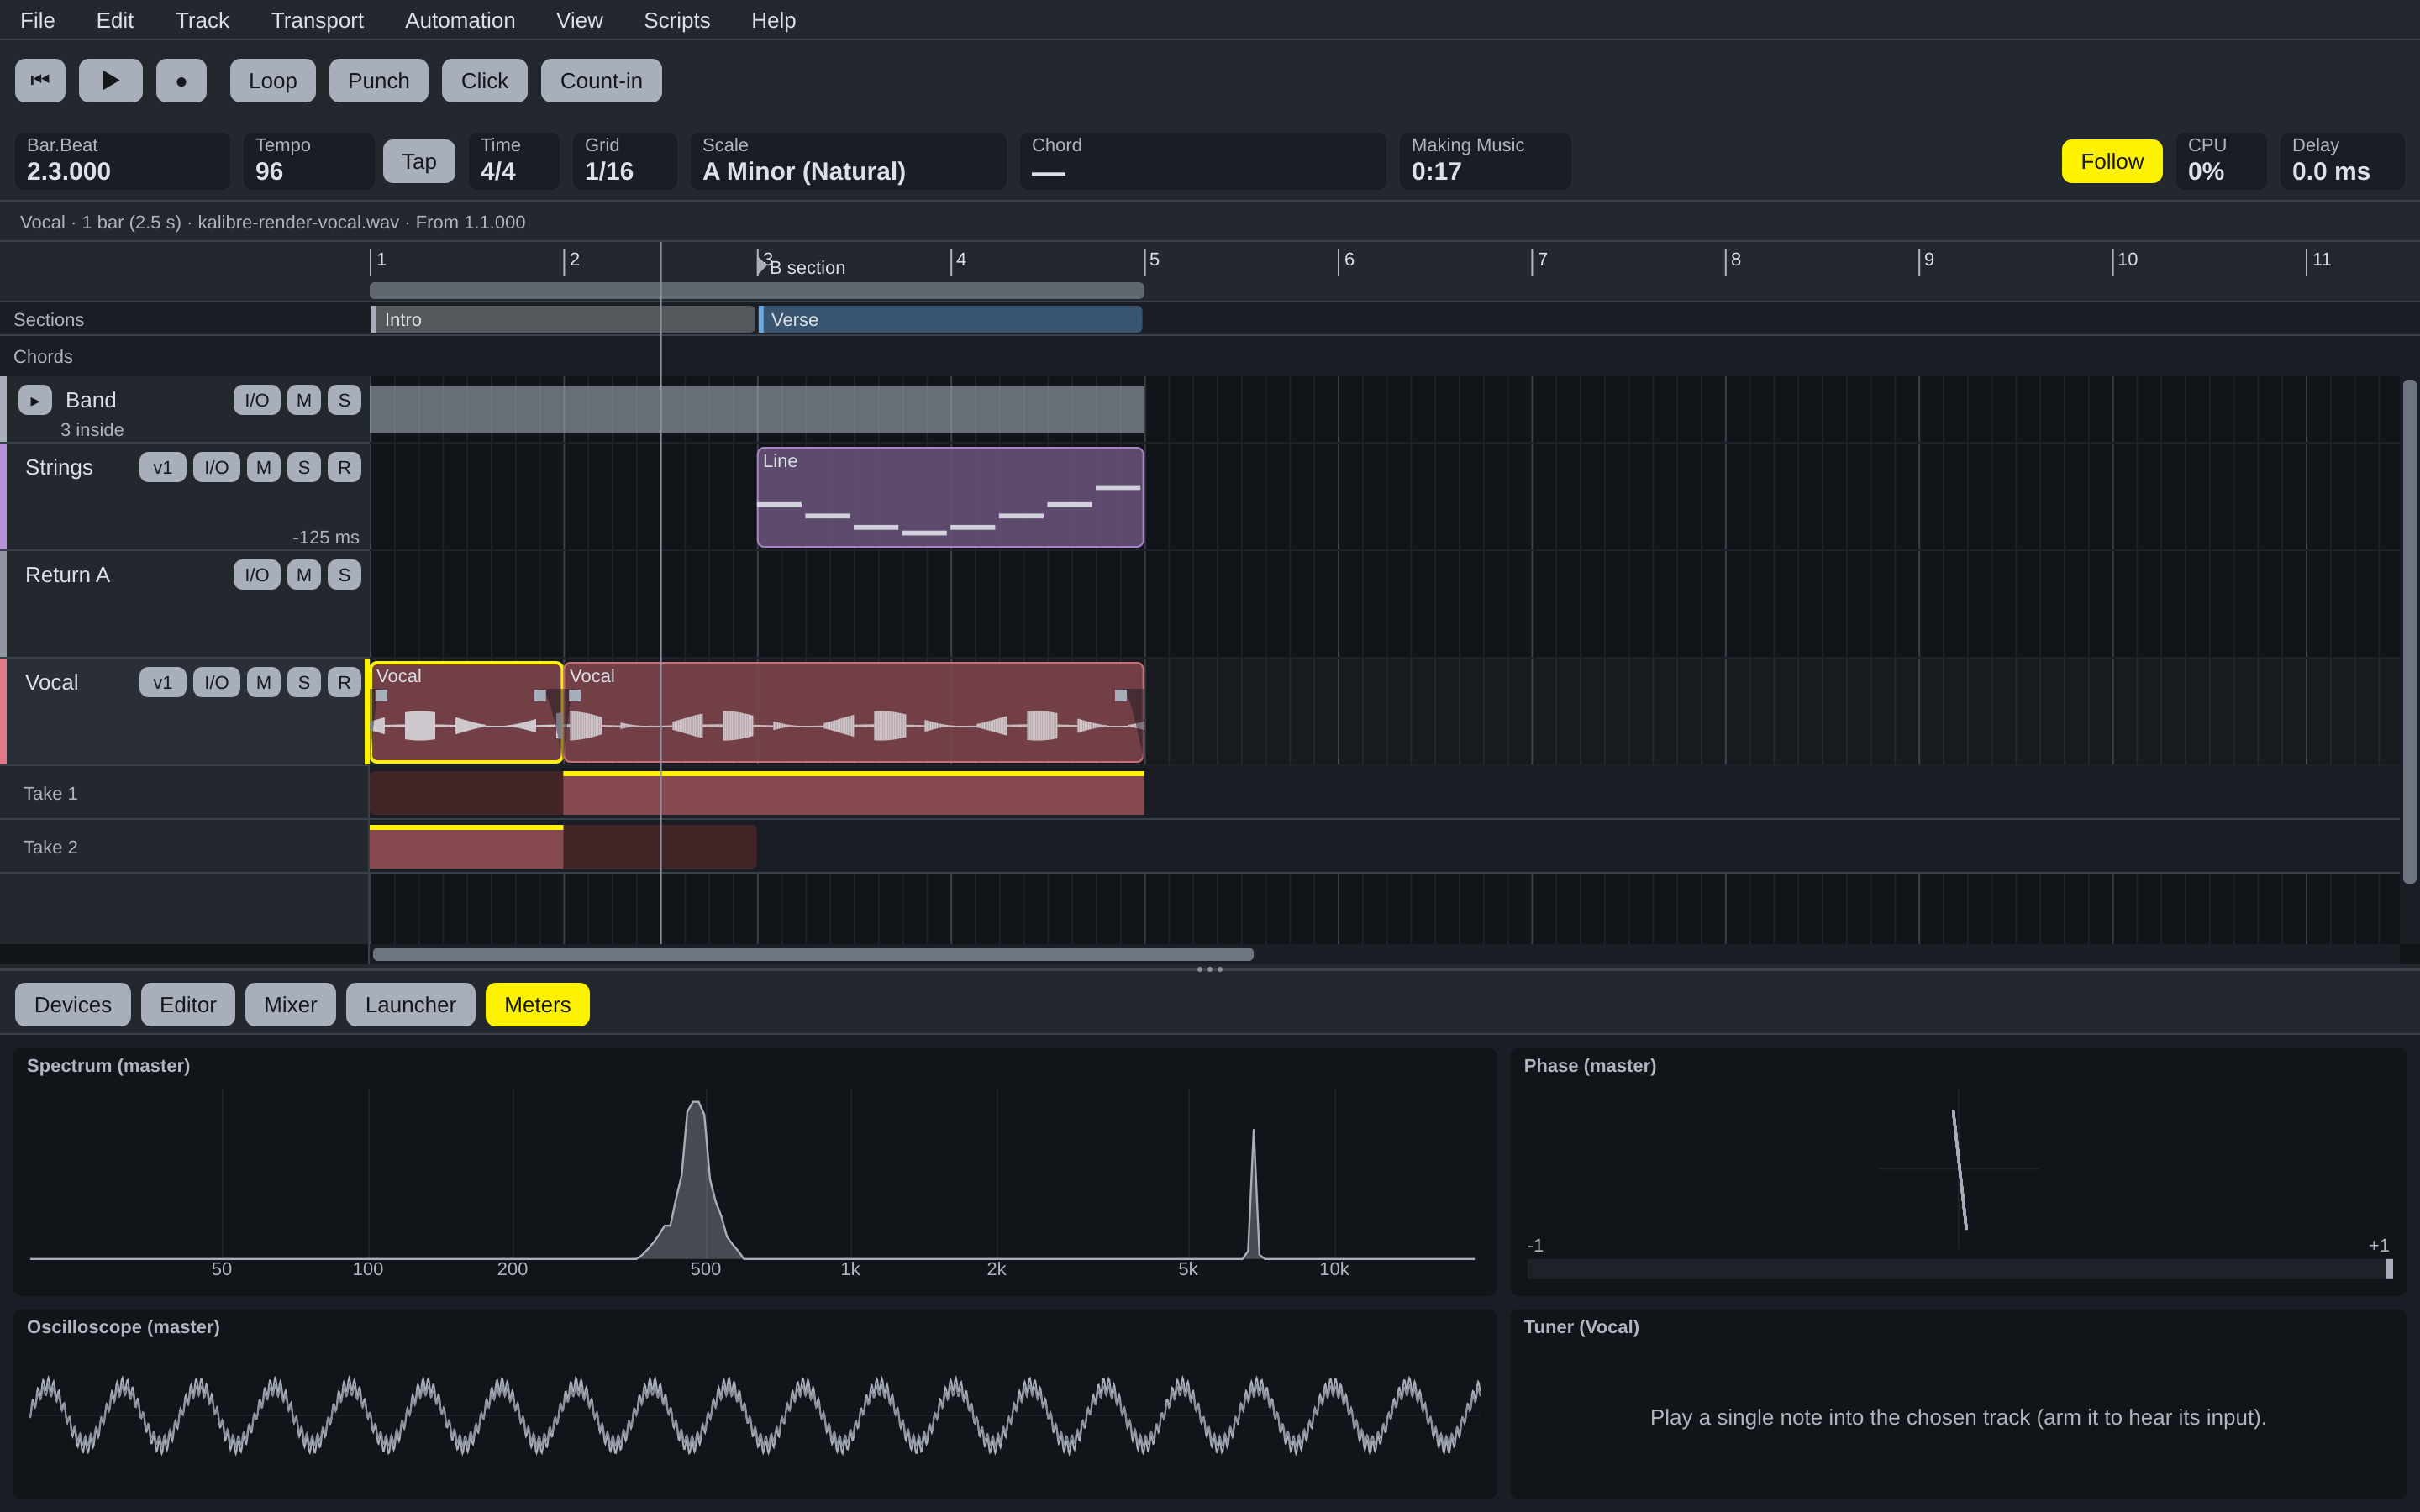 File Edit Track Transport Automation View Scripts Help
Loop Punch Click Count-in
Bar.Beat Tempo Time Grid Scale Chord Making Music CPU Delay
2.3.000 96 Tap 4/4 1/16 A Minor (Natural) — 0:17 Follow 0% 0.0 ms
Vocal · 1 bar (2.5 s) · kalibre-render-vocal.wav · From 1.1.000
1 2 3 4 5 6 7 8 9 10 11
B section
Sections Intro Verse
Chords
Band I/O M S
3 inside
Strings v1 I/O M S R Line
-125 ms
Return A I/O M S
Vocal v1 I/O M S R Vocal Vocal
Take 1
Take 2
Devices Editor Mixer Launcher Meters
Spectrum (master)
50 100 200 500 1k 2k 5k 10k
Phase (master)
-1 +1
Oscilloscope (master)
Tuner (Vocal)
Play a single note into the chosen track (arm it to hear its input).